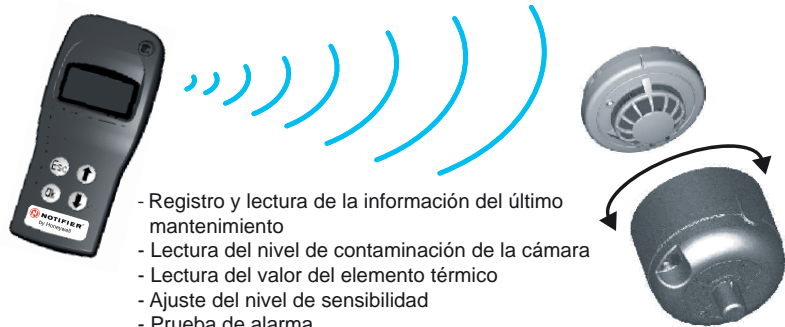 Esc
Ok
NOTIFIER
by Honeywell
- Registro y lectura de la información del último
mantenimiento
- Lectura del nivel de contaminación de la cámara
- Lectura del valor del elemento térmico
- Ajuste del nivel de sensibilidad
- Prueba de alarma